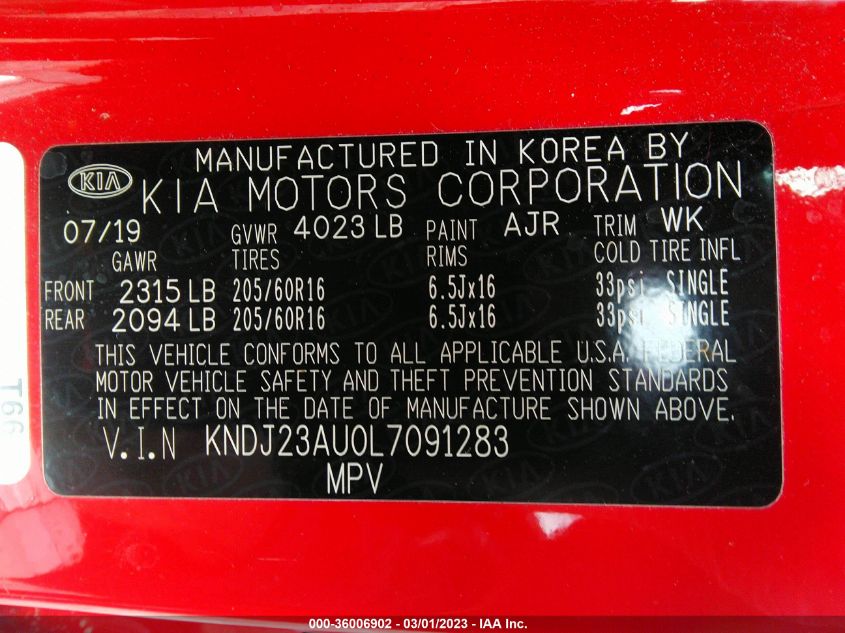 MANUFACTURED IN KOREA BY
KIA
KIA MOTORS CORPORATION
07/19 GVWR 4023 LB PAINT AJR TRIM WK
GAWR TIRES RIMS COLD TIRE INFL
FRONT 2315 LB 205/60R16 6.5Jx16 33psi SINGLE
REAR 2094 LB 205/60R16 6.5Jx16 33psi SINGLE
THIS VEHICLE CONFORMS TO ALL APPLICABLE U.S.A. FEDERAL
MOTOR VEHICLE SAFETY AND THEFT PREVENTION STANDARDS
IN EFFECT ON THE DATE OF MANUFACTURE SHOWN ABOVE.
V.I.N KNDJ23AU0L7091283
MPV
T66
000-36006902 - 03/01/2023 - IAA Inc.